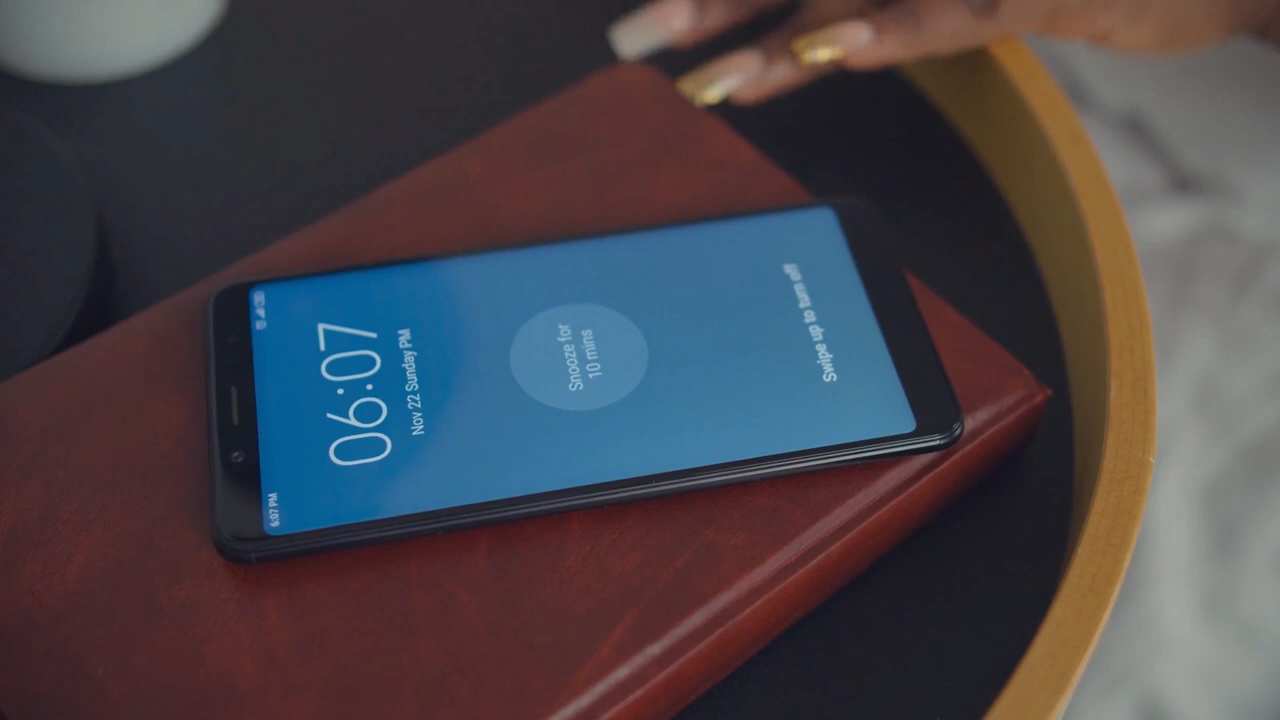 6:07 PM
06:07
Nov 22 Sunday PM
Snooze for
10 mins
Swipe up to turn off